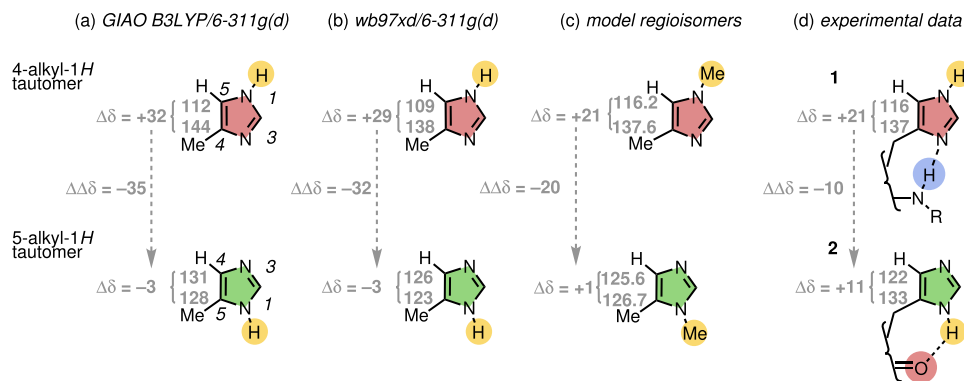 (a) GIAO B3LYP/6-311g(d) (b) wb97xd/6-311g(d) (c) model regioisomers (d) experimental data
4-alkyl-1H
tautomer
H H Me 1 H
H 5 N 1 H N H N N
Δδ = +32 { 112 Δδ = +29 { 109 Δδ = +21 { 116.2 Δδ = +21 { 116
144 138 137.6 137
Me 4 N 3 Me N Me N N
H
ΔΔδ = −35 ΔΔδ = −32 ΔΔδ = −20 ΔΔδ = −10
N
R
5-alkyl-1H
tautomer
2
H 4 N 3 H N H N H N
Δδ = −3 { 131 Δδ = −3 { 126 Δδ = +1 { 125.6 Δδ = +11 { 122
128 123 126.7 133
Me 5 N 1 Me N Me N N
H H Me H
O